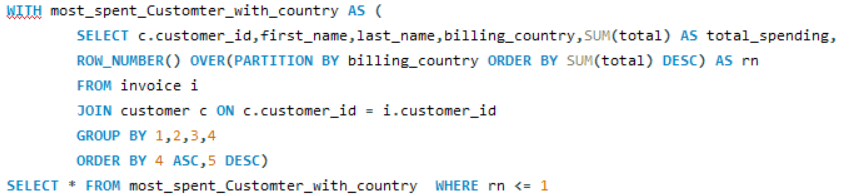 WITH most_spent_Customter_with_country AS (
SELECT c.customer_id,first_name,last_name,billing_country,SUM(total) AS total_spending,
ROW_NUMBER() OVER(PARTITION BY billing_country ORDER BY SUM(total) DESC) AS rn
FROM invoice i
JOIN customer c ON c.customer_id = i.customer_id
GROUP BY 1,2,3,4
ORDER BY 4 ASC,5 DESC)
SELECT * FROM most_spent_Customter_with_country WHERE rn <= 1